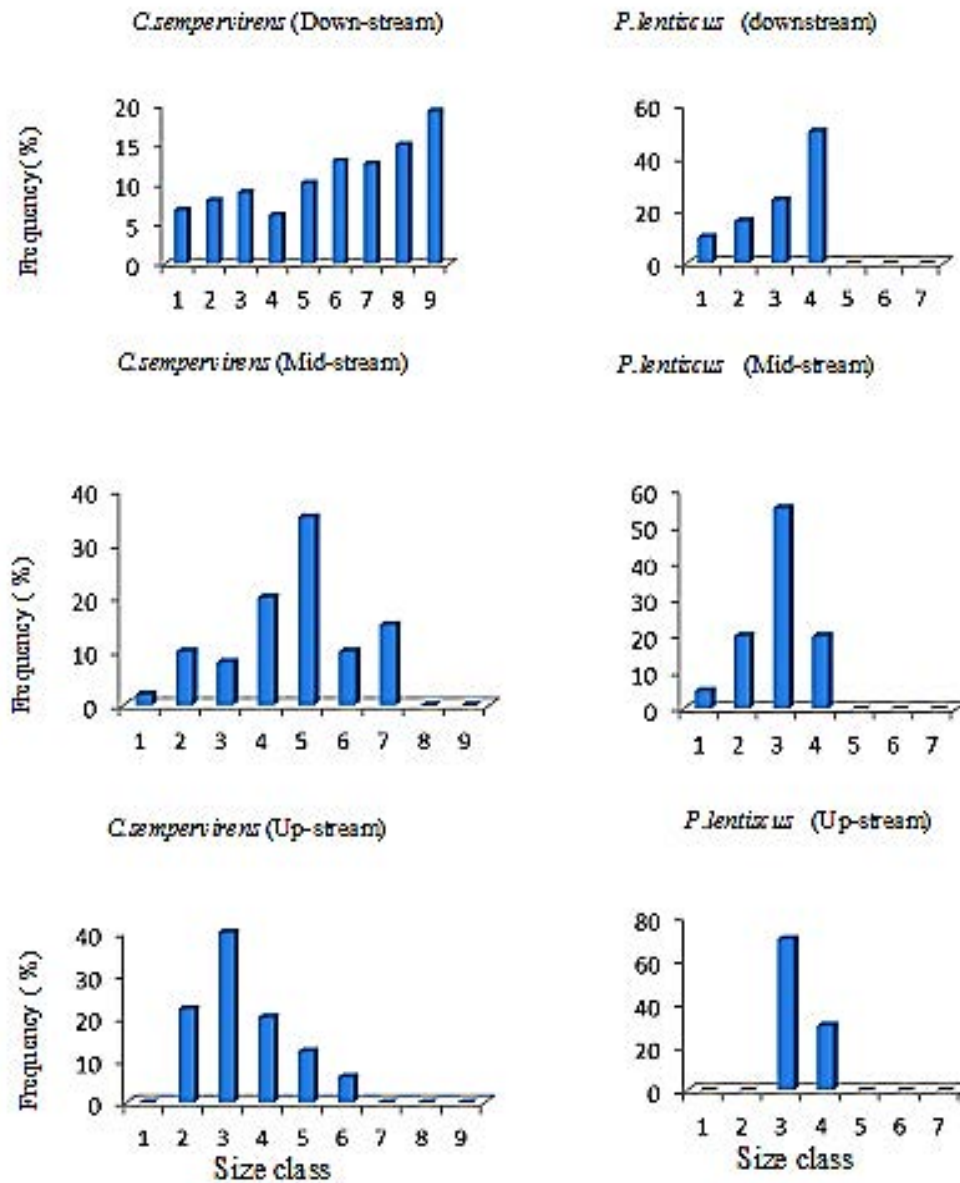 C.sempervirens (Down-stream)
P.lentiscus (downstream)
Frequency(%)
20
15
10
5
0
1 2 3 4 5 6 7 8 9
60
40
20
0
1 2 3 4 5 6 7
C.sempervirens (Mid-stream)
P.lentiscus (Mid-stream)
Frequency (%)
40
30
20
10
0
1 2 3 4 5 6 7 8 9
60
50
40
30
20
10
0
1 2 3 4 5 6 7
C.sempervirens (Up-stream)
P.lentiscus (Up-stream)
Frequency (%)
40
30
20
10
0
1 2 3 4 5 6 7 8 9
Size class
80
60
40
20
0
1 2 3 4 5 6 7
Size class